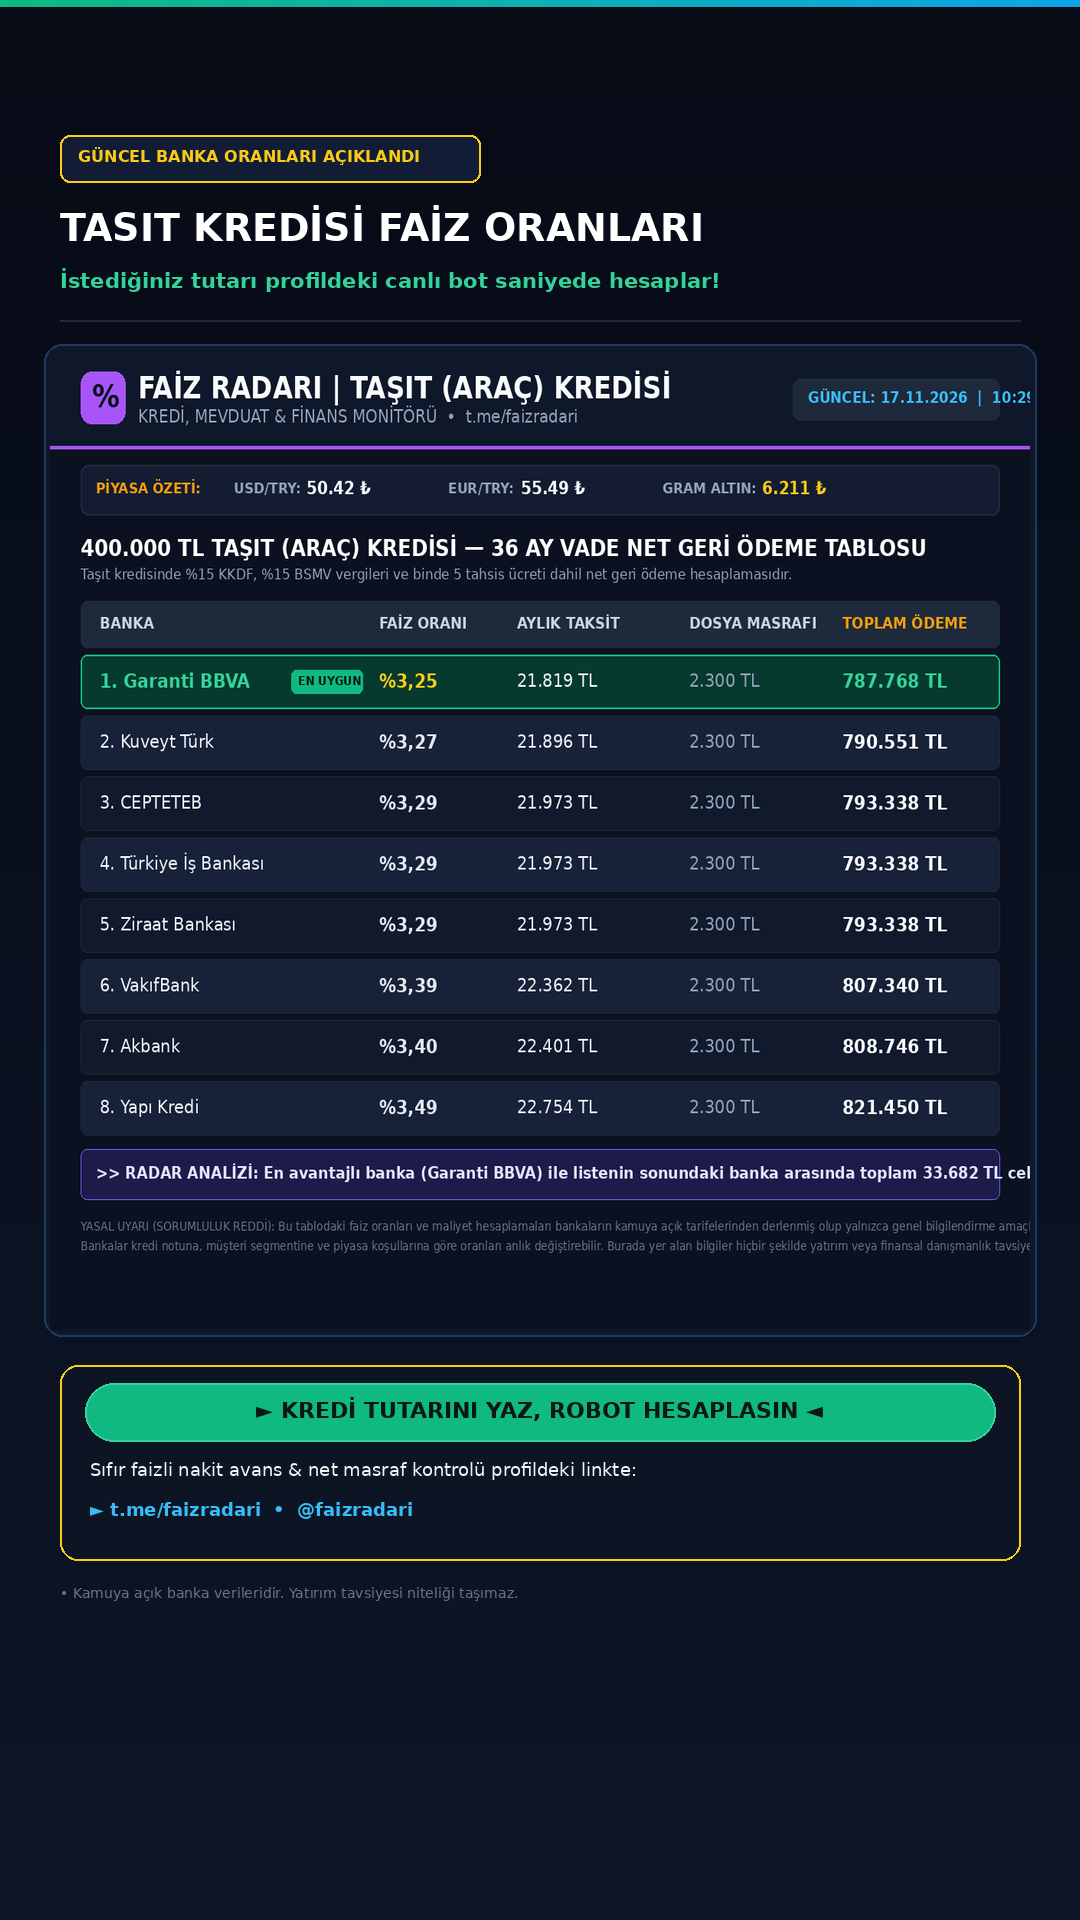 GÜNCEL BANKA ORANLARI AÇIKLANDI
TASIT KREDİSİ FAİZ ORANLARI
İstediğiniz tutarı profildeki canlı bot saniyede hesaplar!
% FAİZ RADARI | TAŞIT (ARAÇ) KREDİSİ
KREDİ, MEVDUAT & FİNANS MONİTÖRÜ • t.me/faizradari
GÜNCEL: 17.11.2026 | 10:29
PİYASA ÖZETİ: USD/TRY: 50.42 ₺ EUR/TRY: 55.49 ₺ GRAM ALTIN: 6.211 ₺
400.000 TL TAŞIT (ARAÇ) KREDİSİ — 36 AY VADE NET GERİ ÖDEME TABLOSU
Taşıt kredisinde %15 KKDF, %15 BSMV vergileri ve binde 5 tahsis ücreti dahil net geri ödeme hesaplamasıdır.
BANKA FAİZ ORANI AYLIK TAKSİT DOSYA MASRAFI TOPLAM ÖDEME
1. Garanti BBVA EN UYGUN %3,25 21.819 TL 2.300 TL 787.768 TL
2. Kuveyt Türk %3,27 21.896 TL 2.300 TL 790.551 TL
3. CEPTETEB %3,29 21.973 TL 2.300 TL 793.338 TL
4. Türkiye İş Bankası %3,29 21.973 TL 2.300 TL 793.338 TL
5. Ziraat Bankası %3,29 21.973 TL 2.300 TL 793.338 TL
6. VakıfBank %3,39 22.362 TL 2.300 TL 807.340 TL
7. Akbank %3,40 22.401 TL 2.300 TL 808.746 TL
8. Yapı Kredi %3,49 22.754 TL 2.300 TL 821.450 TL
>> RADAR ANALİZİ: En avantajlı banka (Garanti BBVA) ile listenin sonundaki banka arasında toplam 33.682 TL
YASAL UYARI (SORUMLULUK REDDİ): Bu tablodaki faiz oranları ve maliyet hesaplamaları bankaların kamuya açık tarifelerinden derlenmiş olup yalnızca genel bilgilendirme
Bankalar kredi notuna, müşteri segmentine ve piyasa koşullarına göre oranları anlık değiştirebilir. Burada yer alan bilgiler hiçbir şekilde yatırım veya finansal danışmanlık
► KREDİ TUTARINI YAZ, ROBOT HESAPLASIN ◄
Sıfır faizli nakit avans & net masraf kontrolü profildeki linkte:
► t.me/faizradari • @faizradari
• Kamuya açık banka verileridir. Yatırım tavsiyesi niteliği taşımaz.